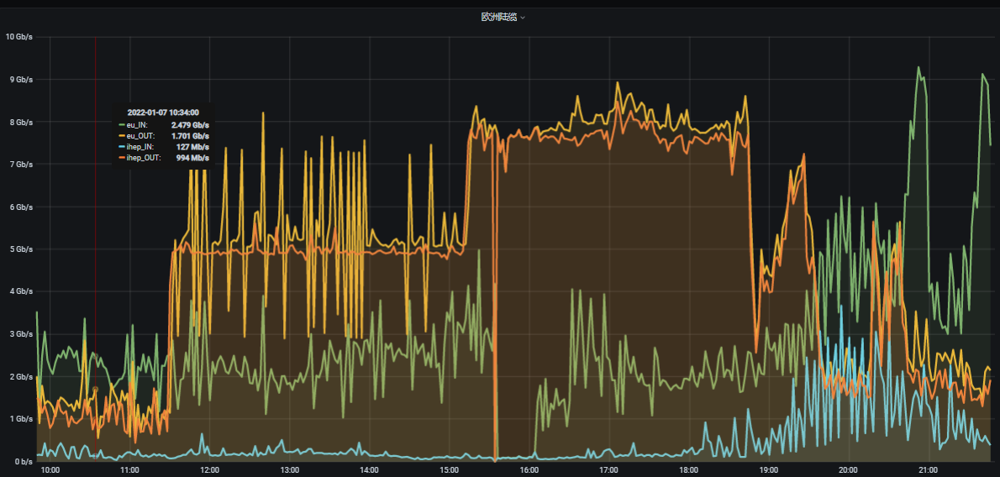 欧洲陆缆
10 Gb/s
9 Gb/s
8 Gb/s
7 Gb/s
6 Gb/s
5 Gb/s
4 Gb/s
3 Gb/s
2 Gb/s
1 Gb/s
0 b/s
2022-01-07 10:34:00
eu_IN: 2.479 Gb/s
eu_OUT: 1.701 Gb/s
ihep_IN: 127 Mb/s
ihep_OUT: 994 Mb/s
10:00 11:00 12:00 13:00 14:00 15:00 16:00 17:00 18:00 19:00 20:00 21:00